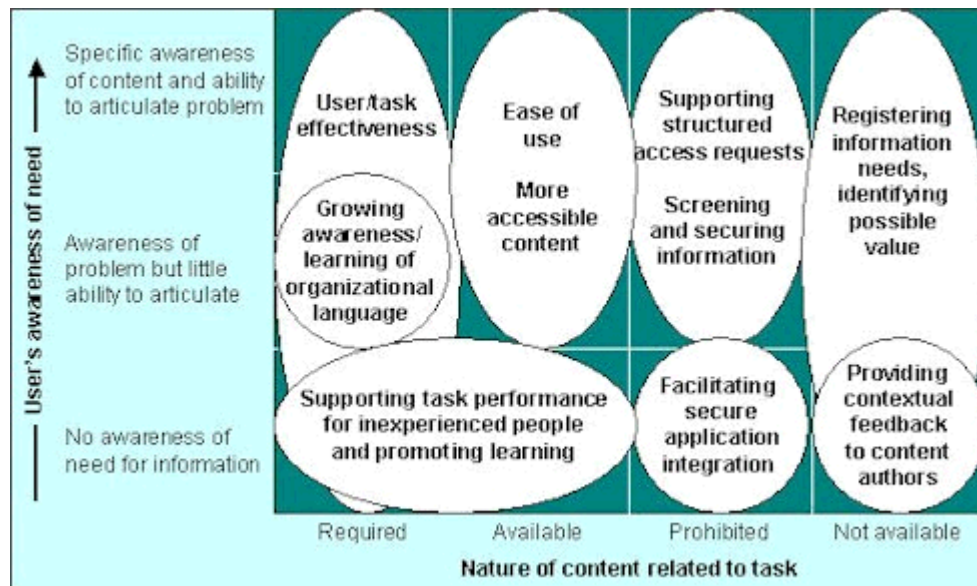 Specific awareness
of content and ability
to articulate problem
User/task
effectiveness
Ease of
use
More
accessible
content
Supporting
structured
access requests
Screening
and securing
information
Registering
information
needs,
identifying
possible
value
User's awareness of need
Awareness of
problem but little
ability to articulate
Growing
awareness/
learning of
organizational
language
No awareness of
need for information
Supporting task performance
for inexperienced people
and promoting learning
Facilitating
secure
application
integration
Providing
contextual
feedback
to content
authors
Required
Available
Prohibited
Not available
Nature of content related to task